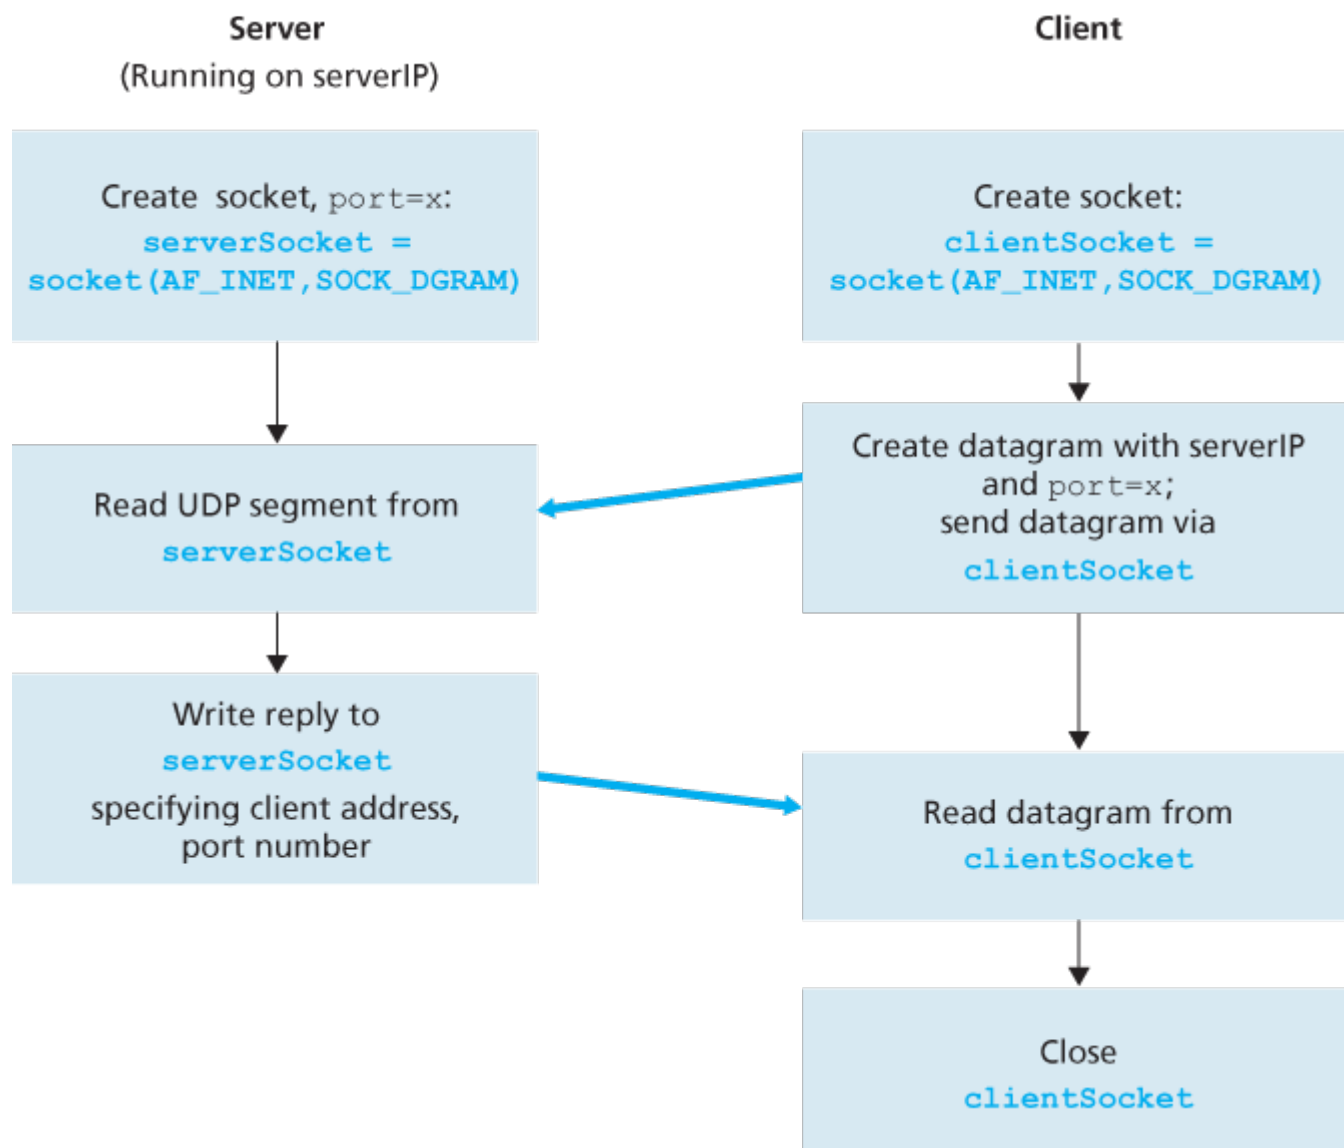 Server
(Running on serverIP)
Create socket, port=x:
serverSocket =
socket(AF_INET,SOCK_DGRAM)
Read UDP segment from
serverSocket
Write reply to
serverSocket
specifying client address,
port number
Client
Create socket:
clientSocket =
socket(AF_INET,SOCK_DGRAM)
Create datagram with serverIP
and port=x;
send datagram via
clientSocket
Read datagram from
clientSocket
Close
clientSocket